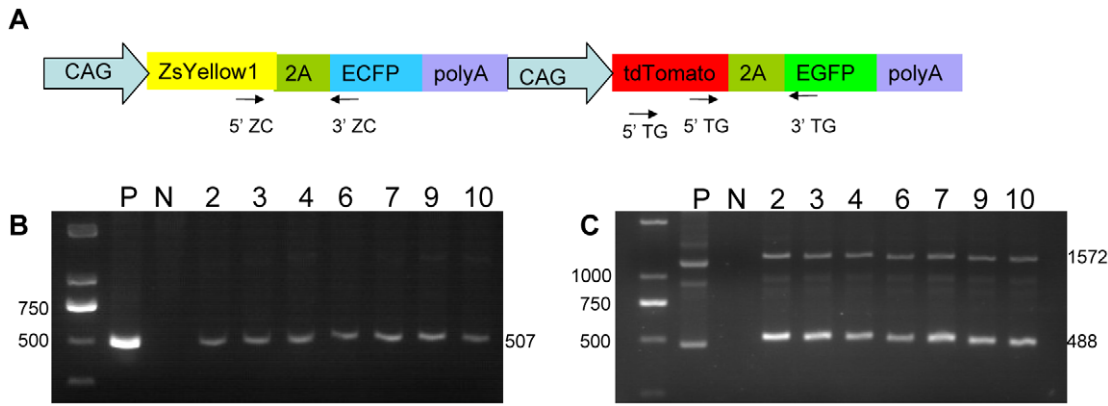 A
CAG ZsYellow1 2A ECFP polyA CAG tdTomato 2A EGFP polyA
5’ ZC 3’ ZC 5’ TG 5’ TG 3’ TG
B
P N 2 3 4 6 7 9 10
750
500
507
C
P N 2 3 4 6 7 9 10
1000
750
500
1572
488